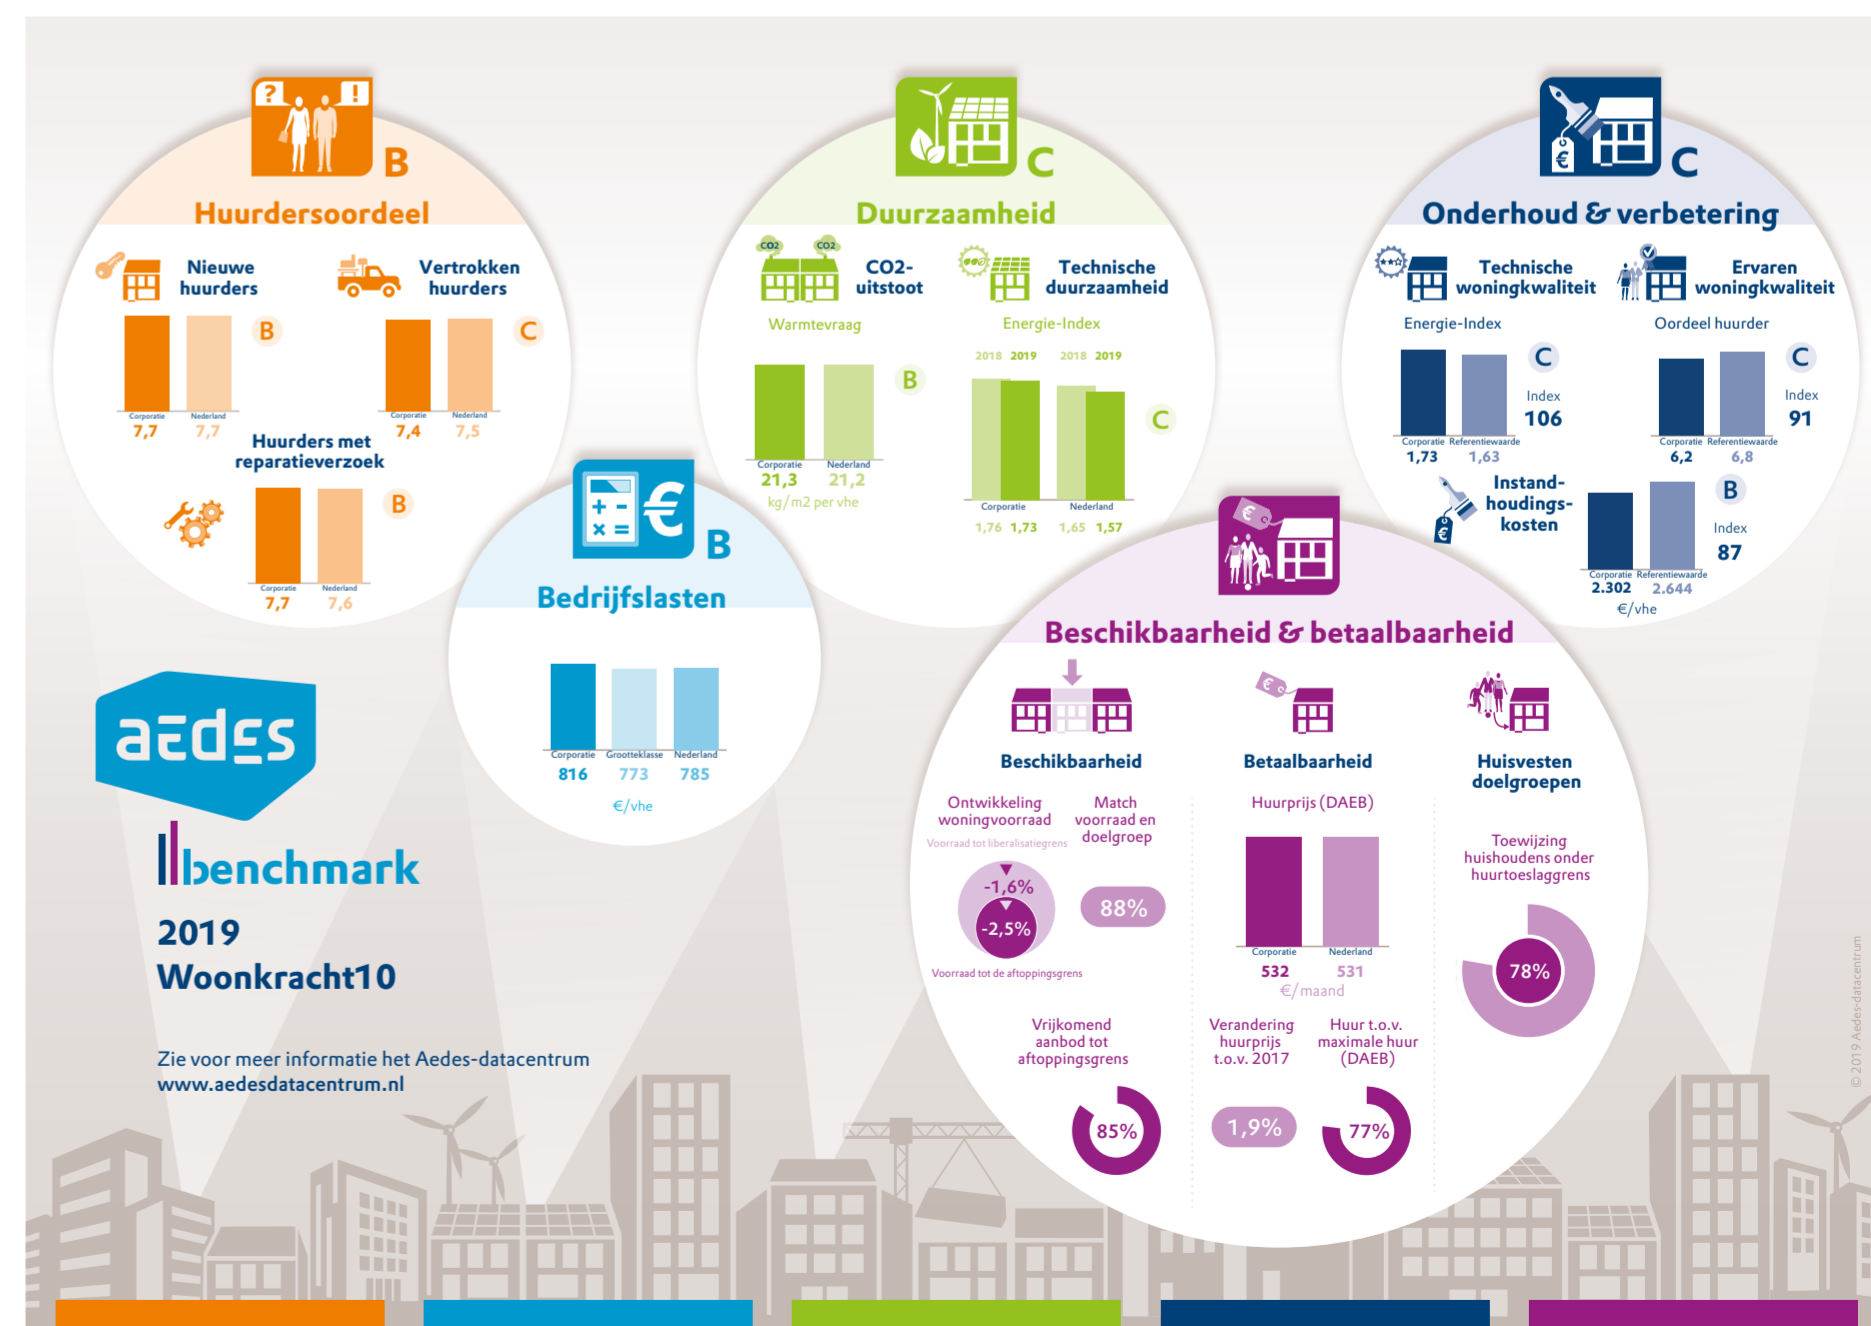 ?
!
B
Huurdersoordeel
Nieuwe
huurders
B
Corporatie
Nederland
7,7
7,7
Vertrokken
huurders
C
Corporatie
Nederland
7,4
7,5
Huurders met
reparatieverzoek
B
Corporatie
Nederland
7,7
7,6
+ -
x =
€
B
Bedrijfslasten
Corporatie
Grootteklasse
Nederland
816
773
785
€/vhe
C
Duurzaamheid
CO2
CO2
CO2-
uitstoot
Warmtevraag
B
Corporatie
Nederland
21,3
21,2
kg/m2 per vhe
Technische
duurzaamheid
Energie-Index
2018 2019
2018 2019
C
Corporatie
Nederland
1,76 1,73
1,65 1,57
€
C
Onderhoud & verbetering
Technische
woningkwaliteit
Energie-Index
C
Index
106
Corporatie
Referentiewaarde
1,73
1,63
Ervaren
woningkwaliteit
Oordeel huurder
C
Index
91
Corporatie
Referentiewaarde
6,2
6,8
€
Instand-
houdings-
kosten
B
Index
87
Corporatie
Referentiewaarde
2.302
2.644
€/vhe
€
Beschikbaarheid & betaalbaarheid
Beschikbaarheid
Ontwikkeling
woningvoorraad
Voorraad tot liberalisatiegrens
-1,6%
-2,5%
Voorraad tot de aftoppingsgrens
Match
voorraad en
doelgroep
88%
Vrijkomend
aanbod tot
aftoppingsgrens
85%
€
Betaalbaarheid
Huurprijs (DAEB)
Corporatie
Nederland
532
531
€/maand
Verandering
huurprijs
t.o.v. 2017
1,9%
Huur t.o.v.
maximale huur
(DAEB)
77%
Huisvesten
doelgroepen
Toewijzing
huishoudens onder
huurtoeslaggrens
78%
aedes
benchmark
2019
Woonkracht10
Zie voor meer informatie het Aedes-datacentrum
www.aedesdatacentrum.nl
© 2019 Aedes-datacentrum